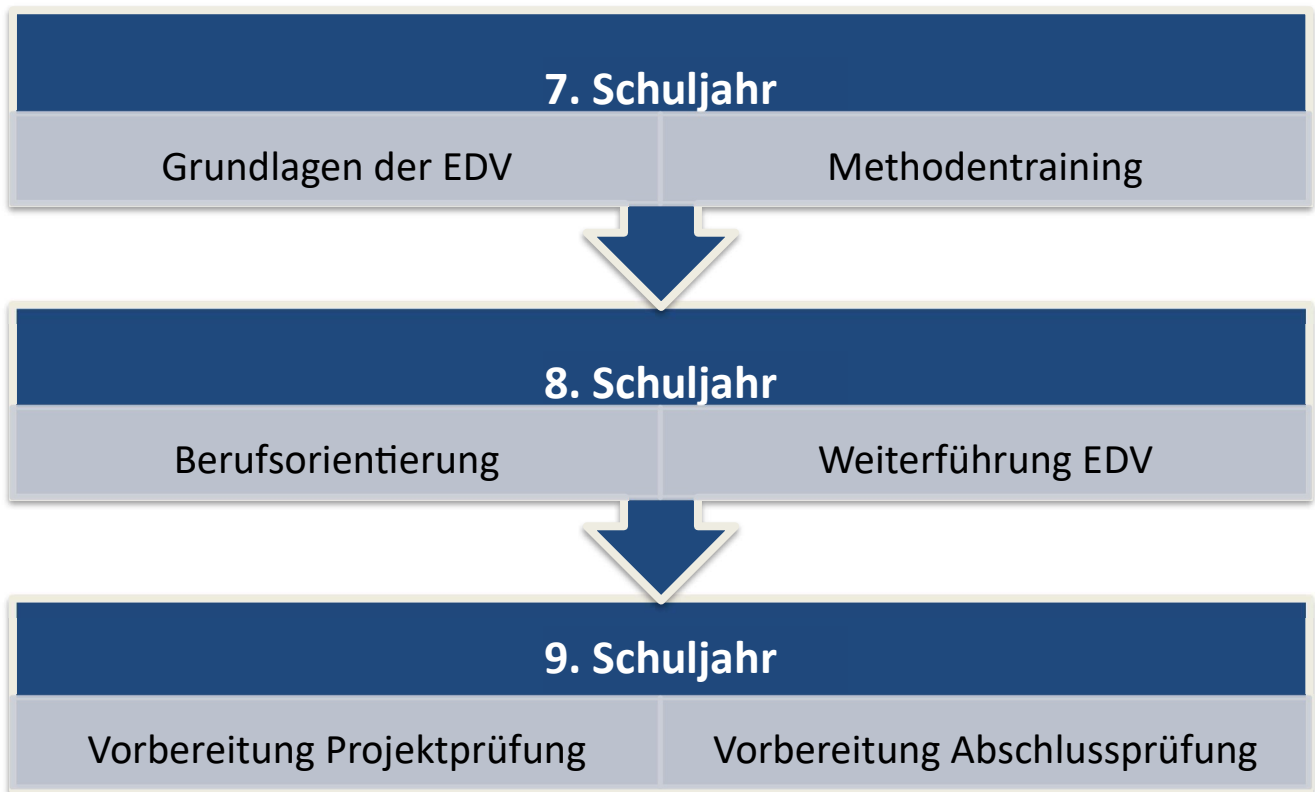 7. Schuljahr
Grundlagen der EDV
Methodentraining
8. Schuljahr
Berufsorientierung
Weiterführung EDV
9. Schuljahr
Vorbereitung Projektprüfung
Vorbereitung Abschlussprüfung